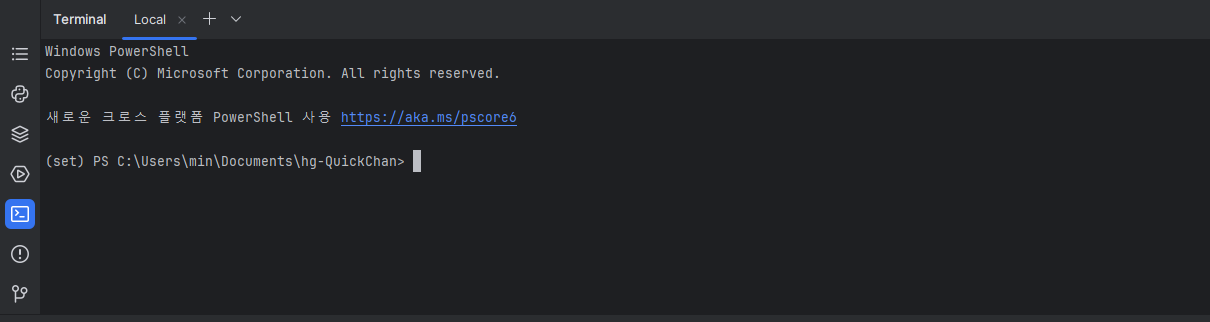 Terminal Local
Windows PowerShell
Copyright (C) Microsoft Corporation. All rights reserved.
새로운 크로스 플랫폼 PowerShell 사용 https://aka.ms/pscore6
(set) PS C:\Users\min\Documents\hg-QuickChan>